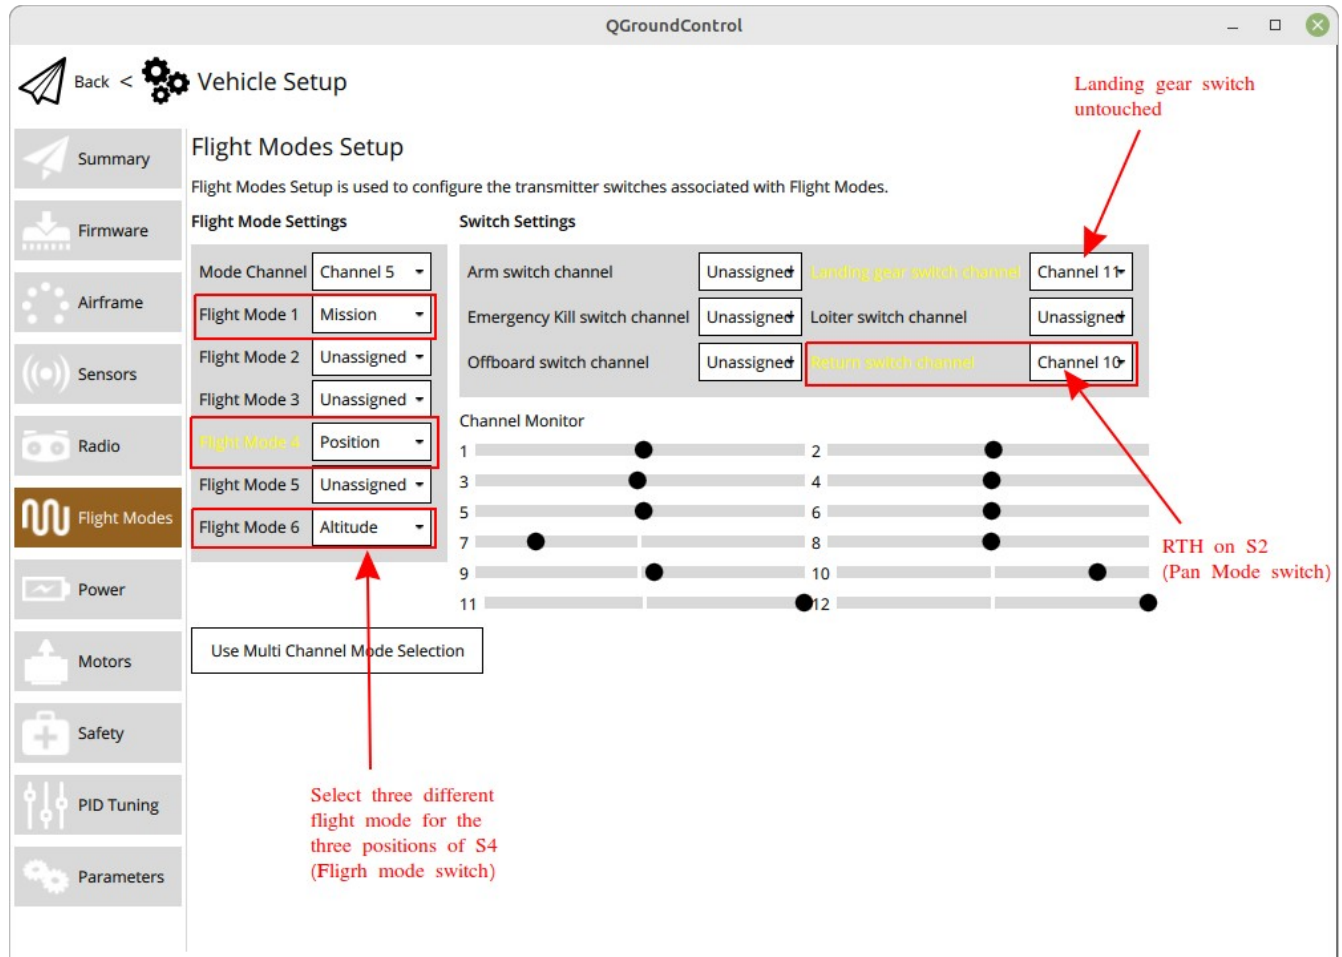 QGroundControl
Back < Vehicle Setup
Landing gear switch
untouched
Summary
Firmware
Airframe
Sensors
Radio
Flight Modes
Power
Motors
Safety
PID Tuning
Parameters
Flight Modes Setup
Flight Modes Setup is used to configure the transmitter switches associated with Flight Modes.
Flight Mode Settings
Mode Channel Channel 5
Flight Mode 1 Mission
Flight Mode 2 Unassigned
Flight Mode 3 Unassigned
Flight Mode 4 Position
Flight Mode 5 Unassigned
Flight Mode 6 Altitude
Switch Settings
Arm switch channel Unassigned Landing gear switch channel Channel 11
Emergency Kill switch channel Unassigned Loiter switch channel Unassigned
Offboard switch channel Unassigned Return switch channel Channel 10
Channel Monitor
1 2
3 4
5 6
7 8
9 10
11 12
RTH on S2
(Pan Mode switch)
Use Multi Channel Mode Selection
Select three different
flight mode for the
three positions of S4
(Fligrh mode switch)